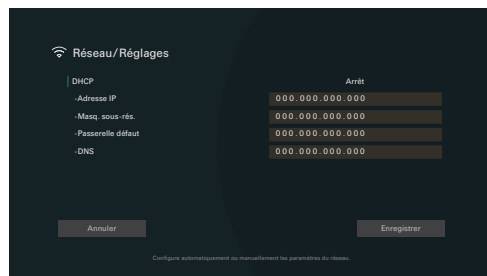 Réseau/Réglages
DHCP Arrêt
-Adresse IP 000.000.000.000
-Masq. sous-rés. 000.000.000.000
-Passerelle défaut 000.000.000.000
-DNS 000.000.000.000
Annuler Enregistrer
Configure automatiquement ou manuellement les paramètres du réseau.